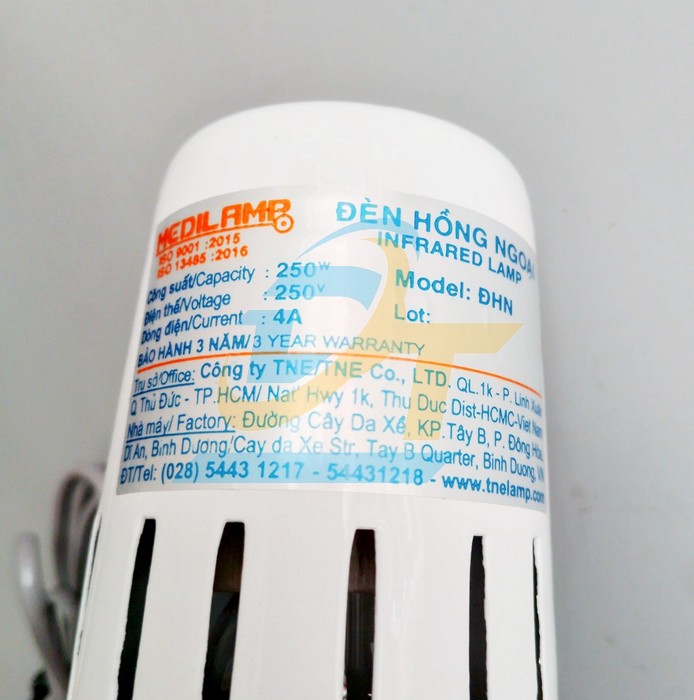 MEDILAMP
ISO 9001 :2015
ISO 13485 :2016
ĐÈN HỒNG NGOẠI
INFRARED LAMP
Công suất/Capacity : 250W
Điện thế/Voltage : 250V
Dòng điện/Current : 4A
Model: ĐHN
Lot:
BẢO HÀNH 3 NĂM/ 3 YEAR WARRANTY
Trụ sở/Office: Công ty TNE/TNE Co., LTD. QL.1k - P. Linh Xuân
Q. Thủ Đức - TP.HCM/ Nat' Hwy 1k, Thu Duc Dist-HCMC-Viet Nam
Nhà máy/ Factory: Đường Cây Da Xề, KP.Tây B, P. Đông Hòa,
Dĩ An, Bình Dương/Cay da Xe Str, Tay B Quarter, Binh Duong, VN
ĐT/Tel: (028) 5443 1217 - 54431218 - www.tnelamp.com